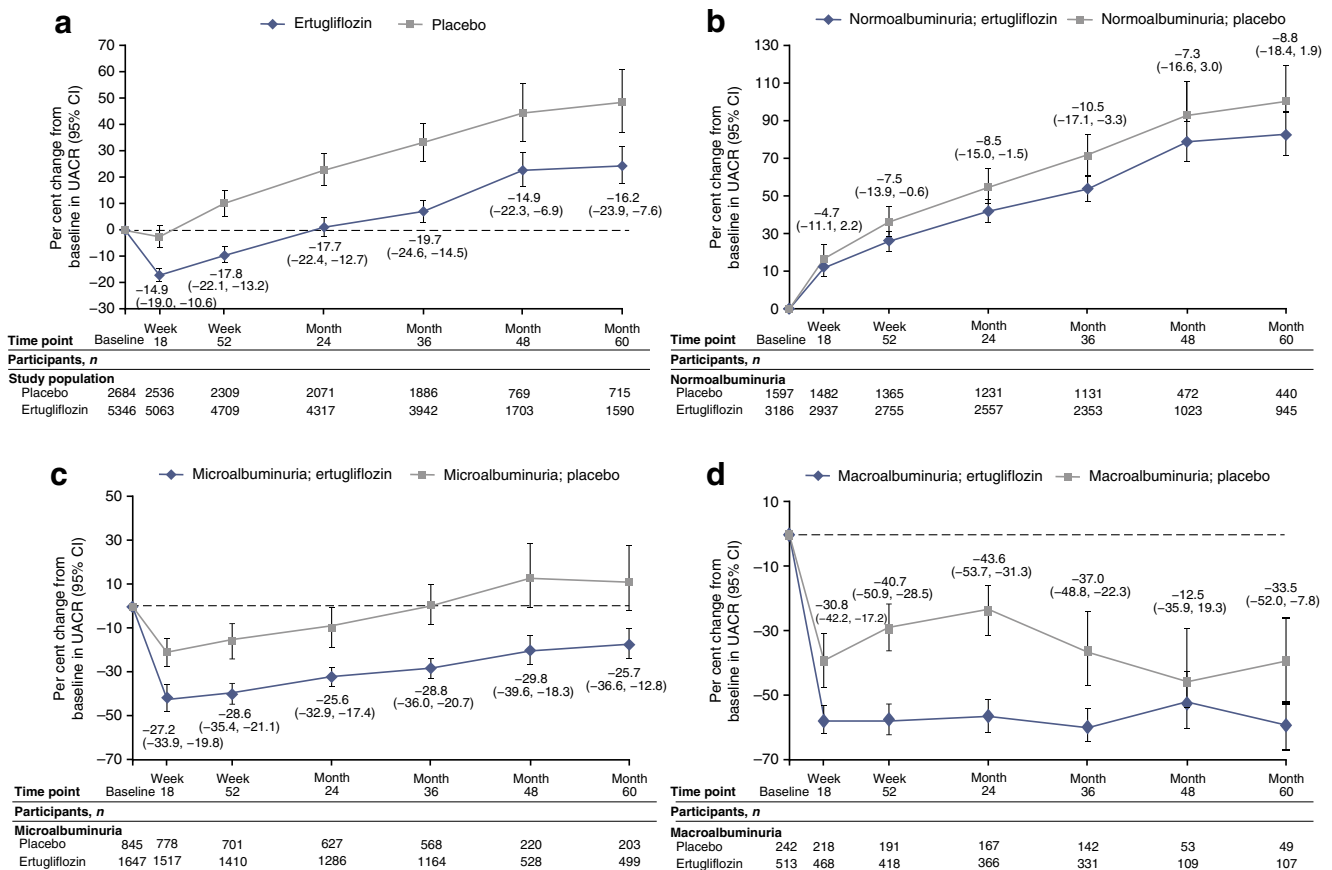 a
Ertugliflozin
Placebo
Per cent change from
baseline in UACR (95% CI)
70
60
50
40
30
20
10
0
–10
–20
–30
−14.9
(−19.0, −10.6)
−17.8
(−22.1, −13.2)
−17.7
(−22.4, −12.7)
−19.7
(−24.6, −14.5)
−14.9
(−22.3, −6.9)
−16.2
(−23.9, −7.6)
Week Week Month Month Month Month
Time point Baseline 18 52 24 36 48 60
Participants, n
Study population
Placebo 2684 2536 2309 2071 1886 769 715
Ertugliflozin 5346 5063 4709 4317 3942 1703 1590
b
Normoalbuminuria; ertugliflozin
Normoalbuminuria; placebo
Per cent change from
baseline in UACR (95% CI)
130
110
90
70
50
30
10
0
−4.7
(−11.1, 2.2)
−7.5
(−13.9, −0.6)
−8.5
(−15.0, −1.5)
−10.5
(−17.1, −3.3)
−7.3
(−16.6, 3.0)
−8.8
(−18.4, 1.9)
Week Week Month Month Month Month
Time point Baseline 18 52 24 36 48 60
Participants, n
Normoalbuminuria
Placebo 1597 1482 1365 1231 1131 472 440
Ertugliflozin 3186 2937 2755 2557 2353 1023 945
c
Microalbuminuria; ertugliflozin
Microalbuminuria; placebo
Per cent change from
baseline in UACR (95% CI)
50
30
10
–10
–30
–50
–70
−27.2
(−33.9, −19.8)
−28.6
(−35.4, −21.1)
−25.6
(−32.9, −17.4)
−28.8
(−36.0, −20.7)
−29.8
(−39.6, −18.3)
−25.7
(−36.6, −12.8)
Week Week Month Month Month Month
Time point Baseline 18 52 24 36 48 60
Participants, n
Microalbuminuria
Placebo 845 778 701 627 568 220 203
Ertugliflozin 1647 1517 1410 1286 1164 528 499
d
Macroalbuminuria; ertugliflozin
Macroalbuminuria; placebo
Per cent change from
baseline in UACR (95% CI)
10
–10
–30
–50
–70
−30.8
(−42.2, −17.2)
−40.7
(−50.9, −28.5)
−43.6
(−53.7, −31.3)
−37.0
(−48.8, −22.3)
−12.5
(−35.9, 19.3)
−33.5
(−52.0, −7.8)
Week Week Month Month Month Month
Time point Baseline 18 52 24 36 48 60
Participants, n
Macroalbuminuria
Placebo 242 218 191 167 142 53 49
Ertugliflozin 513 468 418 366 331 109 107